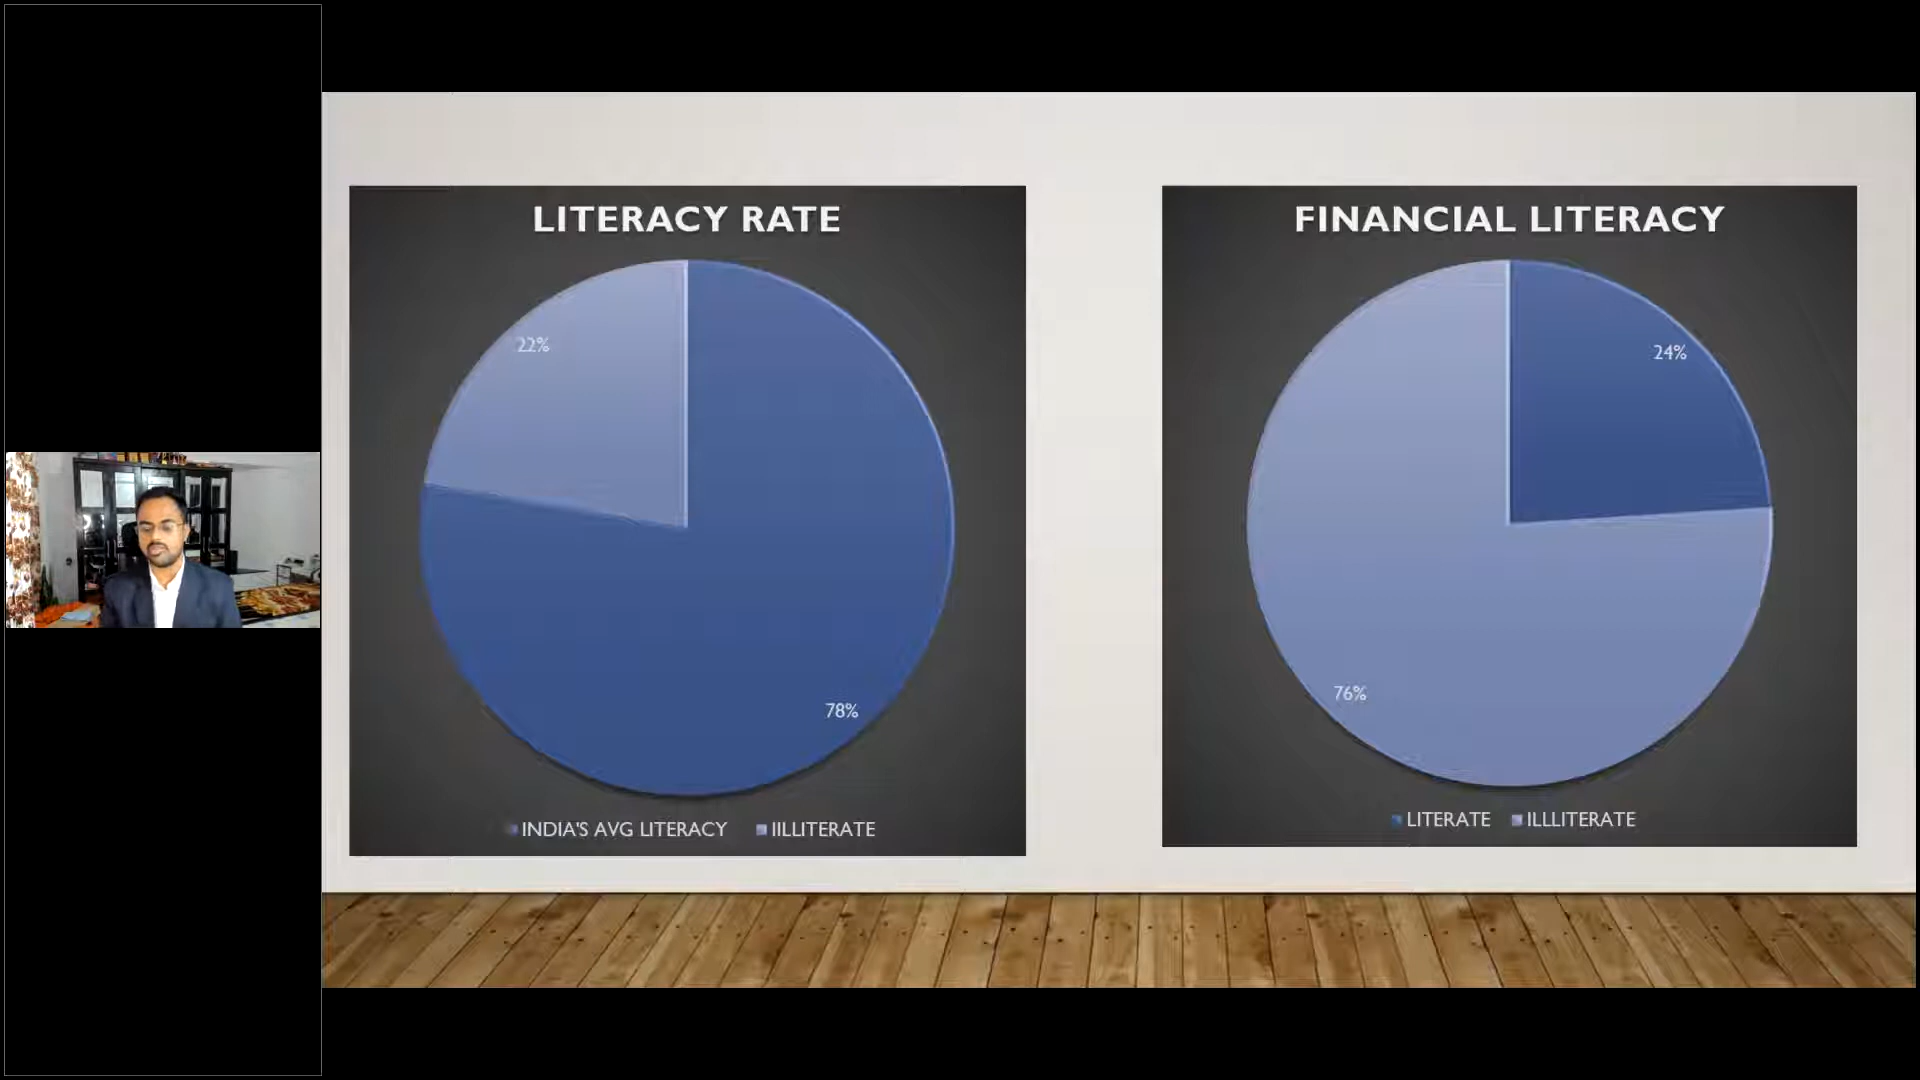 LITERACY RATE
22%
78%
INDIA'S AVG LITERACY IILLITERATE
FINANCIAL LITERACY
24%
76%
LITERATE ILLLITERATE